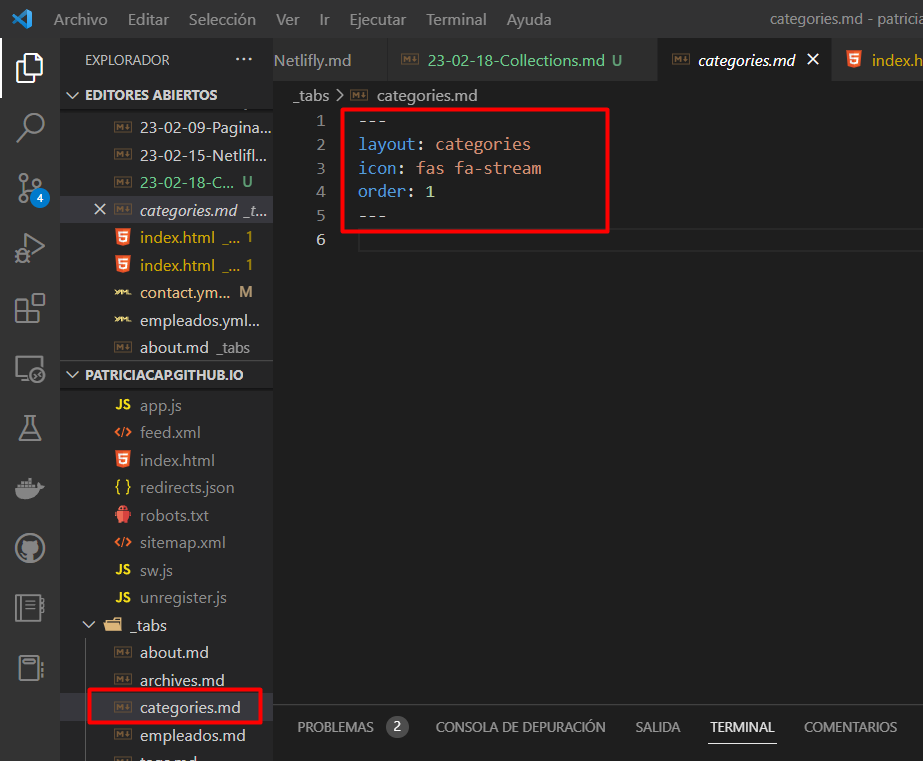 Archivo Editar Selección Ver Ir Ejecutar Terminal Ayuda categories.md - patricia
EXPLORADOR ...
Netlifly.md 23-02-18-Collections.md U categories.md index.h
EDITORES ABIERTOS
_tabs > categories.md
23-02-09-Pagina...
23-02-15-Netlifl...
23-02-18-C... U
categories.md _t...
index.html _... 1
index.html _... 1
contact.ym... M
empleados.yml...
about.md _tabs
1 ---
2 layout: categories
3 icon: fas fa-stream
4 order: 1
5 ---
6
4
PATRICIACAP.GITHUB.IO
JS app.js
feed.xml
index.html
{ } redirects.json
robots.txt
sitemap.xml
JS sw.js
JS unregister.js
_tabs
about.md
archives.md
categories.md
empleados.md
PROBLEMAS 2 CONSOLA DE DEPURACIÓN SALIDA TERMINAL COMENTARIOS